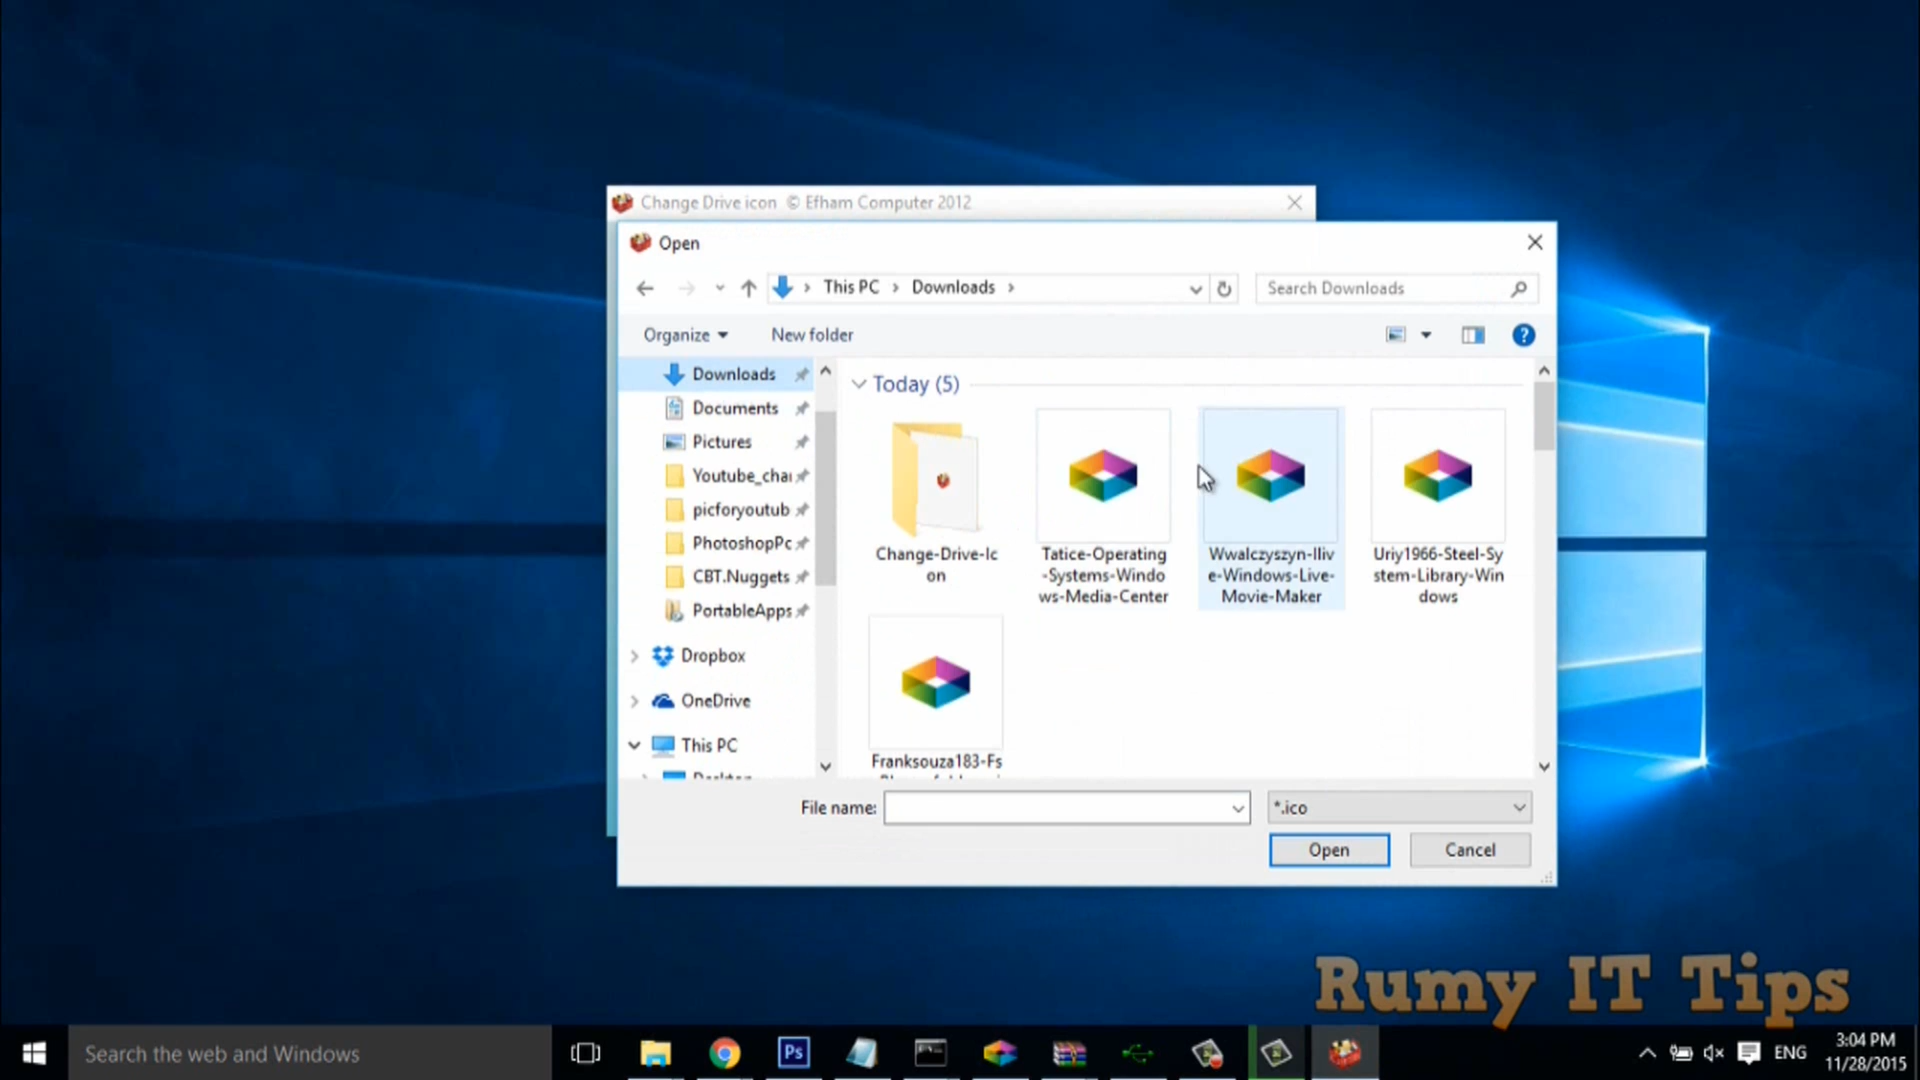 Change Drive icon © Efham Computer 2012
Open
This PC
Downloads
Search Downloads
Organize
New folder
?
Downloads
Documents
Pictures
Youtube_cha
picforyoutub
PhotoshopPc
CBT.Nuggets
PortableApps
Dropbox
OneDrive
This PC
Desktop
Today (5)
Change-Drive-Ic
on
Tatice-Operating
-Systems-Windo
ws-Media-Center
Wwalczyszyn-Iliv
e-Windows-Live-
Movie-Maker
Uriy1966-Steel-Sy
stem-Library-Win
dows
Franksouza183-Fs
File name:
*.ico
Open
Cancel
Rumy IT Tips
Search the web and Windows
Ps
ENG
3:04 PM
11/28/2015